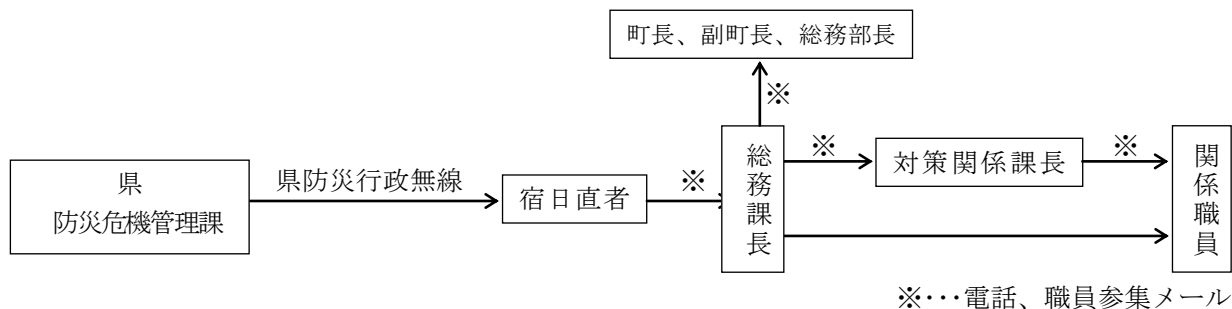 町長、副町長、総務部長
※
県
防災危機管理課
県防災行政無線
宿日直者
※
総務課長
※
対策関係課長
※
関係職員
※･･･電話、職員参集メール